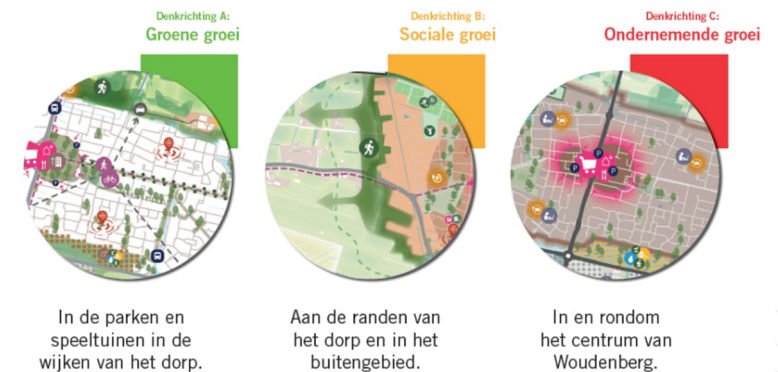 Denkrichting A:
Groene groei
Denkrichting B:
Sociale groei
Denkrichting C:
Ondernemende groei
P
P
P
P
P
P
In de parken en
speeltuinen in de
wijken van het dorp.
Aan de randen van
het dorp en in het
buitengebied.
In en rondom
het centrum van
Woudenberg.